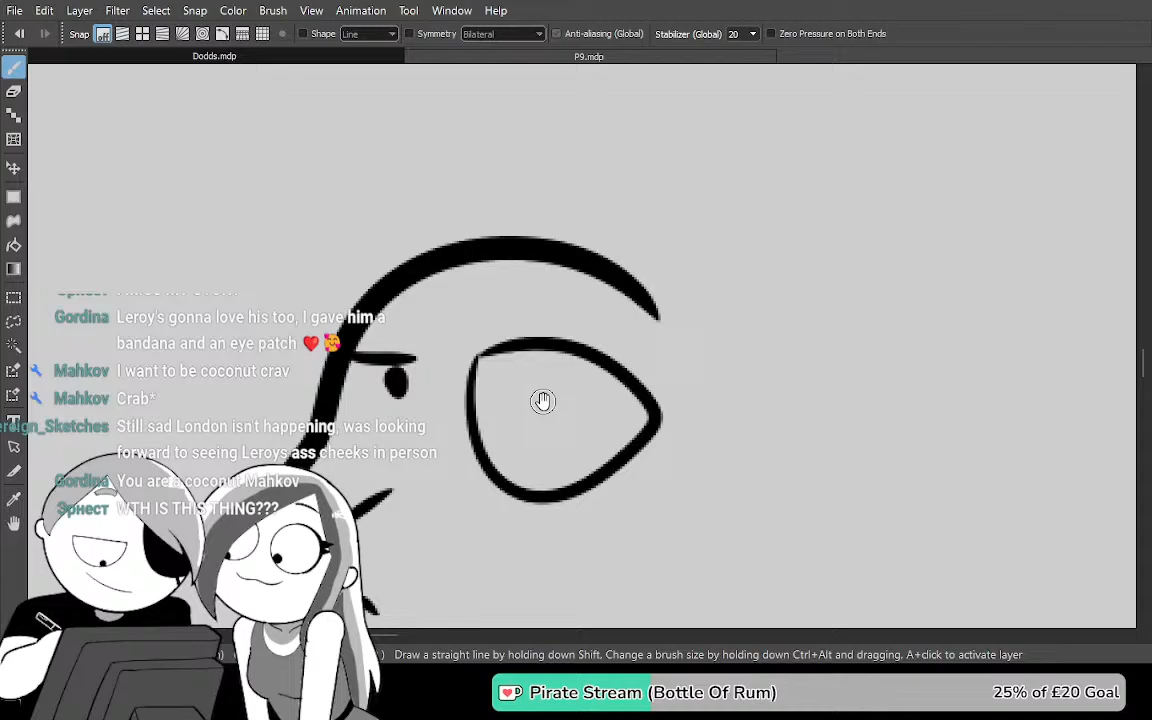 File Edit Layer Filter Select Snap Color Brush View Animation Tool Window Help
Snap off Shape Line Symmetry Bilateral Anti-aliasing (Global) Stabilizer (Global) 20 Zero Pressure on Both Ends
Dodds.mdp P9.mdp
Gordina Leroy's gonna love his too, I gave him a
bandana and an eye patch ❤️ 🥰
Mahkov I want to be coconut crav
Mahkov Crab*
ereign_Sketches Still sad London isn't happening, was looking
forward to seeing Leroys ass cheeks in person
Gordina You are a coconut Mahkov
Эрнест WTH IS THIS THING???
) Draw a straight line by holding down Shift, Change a brush size by holding down Ctrl+Alt and dragging, A+click to activate layer
Pirate Stream (Bottle Of Rum) 25% of £20 Goal